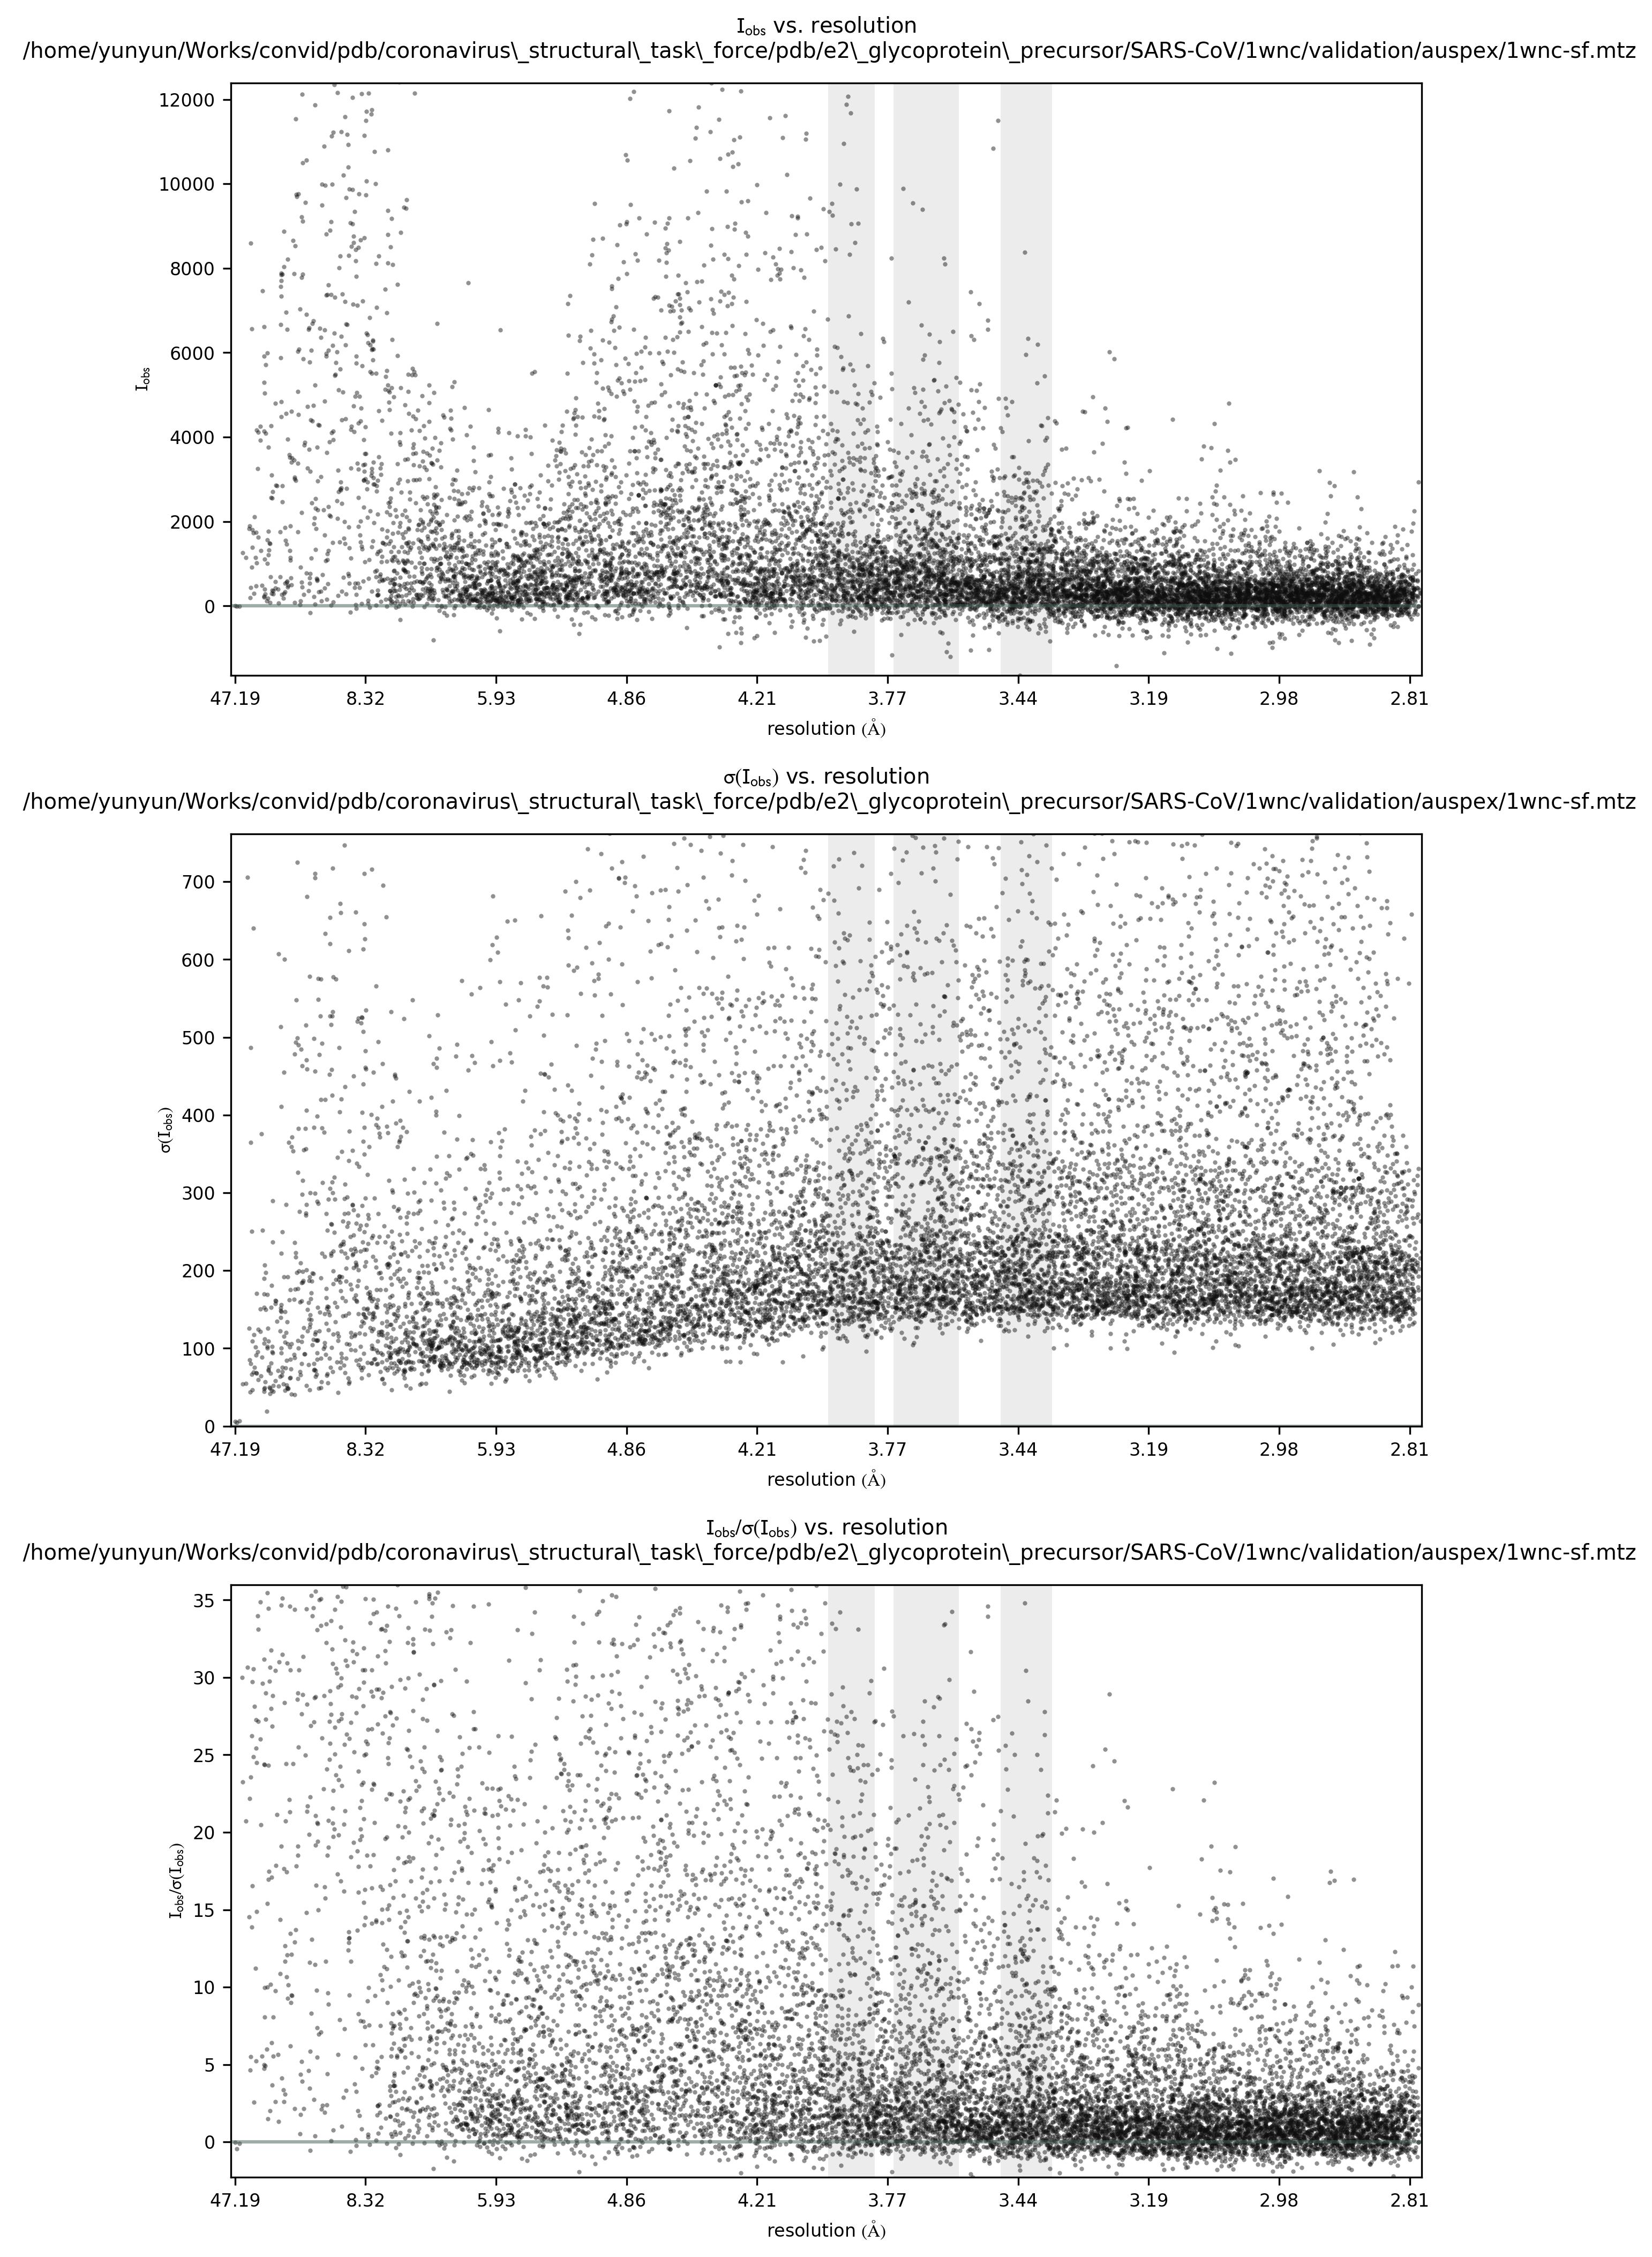 I_obs vs. resolution
/home/yunyun/Works/convid/pdb/coronavirus\_structural\_task\_force/pdb/e2\_glycoprotein\_precursor/SARS-CoV/1wnc/validation/auspex/1wnc-sf.mtz
12000
10000
8000
6000
4000
2000
0
I_obs
47.19 8.32 5.93 4.86 4.21 3.77 3.44 3.19 2.98 2.81
resolution (Å)
σ(I_obs) vs. resolution
/home/yunyun/Works/convid/pdb/coronavirus\_structural\_task\_force/pdb/e2\_glycoprotein\_precursor/SARS-CoV/1wnc/validation/auspex/1wnc-sf.mtz
700
600
500
400
300
200
100
0
σ(I_obs)
47.19 8.32 5.93 4.86 4.21 3.77 3.44 3.19 2.98 2.81
resolution (Å)
I_obs/σ(I_obs) vs. resolution
/home/yunyun/Works/convid/pdb/coronavirus\_structural\_task\_force/pdb/e2\_glycoprotein\_precursor/SARS-CoV/1wnc/validation/auspex/1wnc-sf.mtz
35
30
25
20
15
10
5
0
I_obs/σ(I_obs)
47.19 8.32 5.93 4.86 4.21 3.77 3.44 3.19 2.98 2.81
resolution (Å)